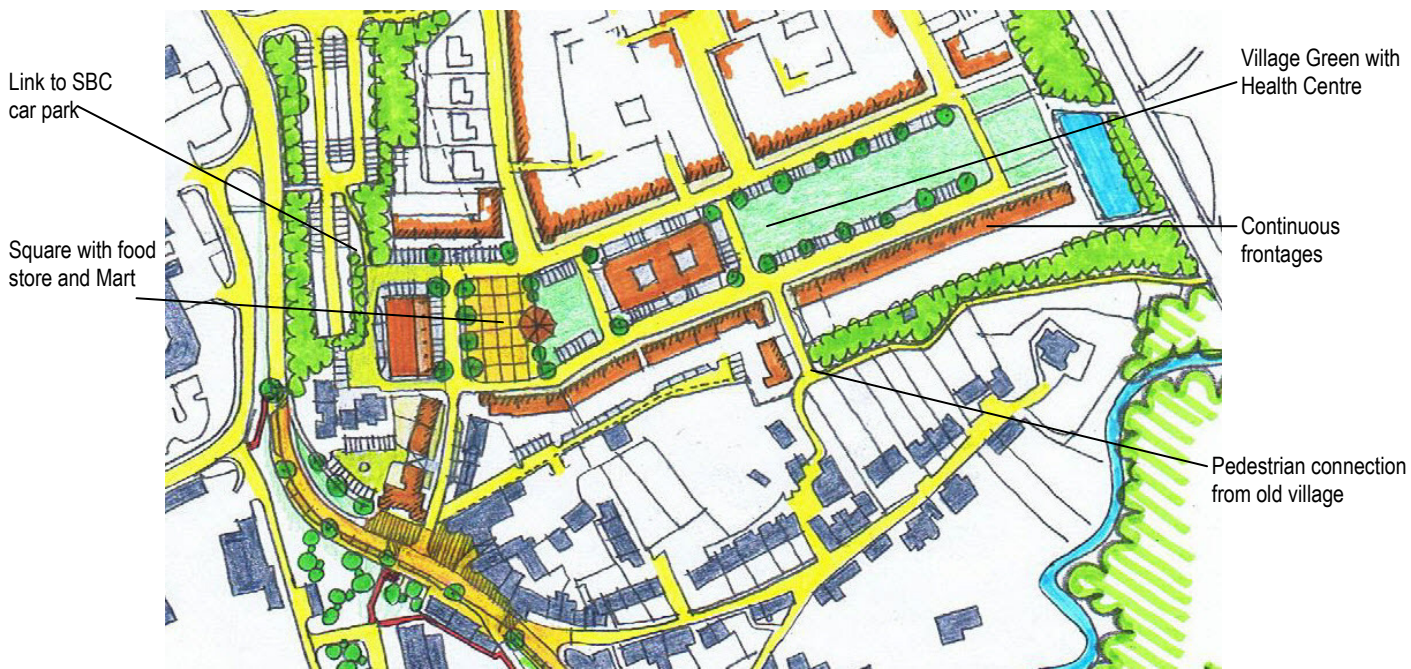 Link to SBC
car park
Square with food
store and Mart
Village Green with
Health Centre
Continuous
frontages
Pedestrian connection
from old village